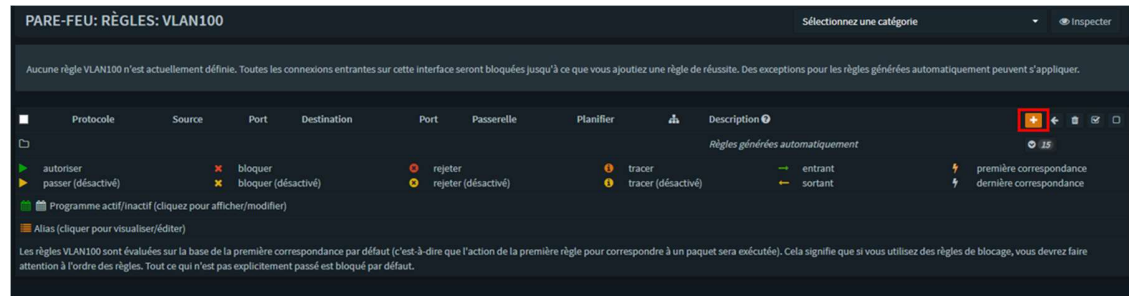 PARE-FEU: RÈGLES: VLAN100
Sélectionnez une catégorie
Inspecter
Aucune règle VLAN100 n'est actuellement définie. Toutes les connexions entrantes sur cette interface seront bloquées jusqu'à ce que vous ajoutiez une règle de réussite. Des exceptions pour les règles générées automatiquement peuvent s'appliquer.
Protocole Source Port Destination Port Passerelle Planifier Description
Règles générées automatiquement 15
autoriser bloquer rejeter tracer entrant première correspondance
passer (désactivé) bloquer (désactivé) rejeter (désactivé) tracer (désactivé) sortant dernière correspondance
Programme actif/inactif (cliquez pour afficher/modifier)
Alias (cliquer pour visualiser/éditer)
Les règles VLAN100 sont évaluées sur la base de la première correspondance par défaut (c'est-à-dire que l'action de la première règle pour correspondre à un paquet sera exécutée). Cela signifie que si vous utilisez des règles de blocage, vous devrez faire
attention à l'ordre des règles. Tout ce qui n'est pas explicitement passé est bloqué par défaut.